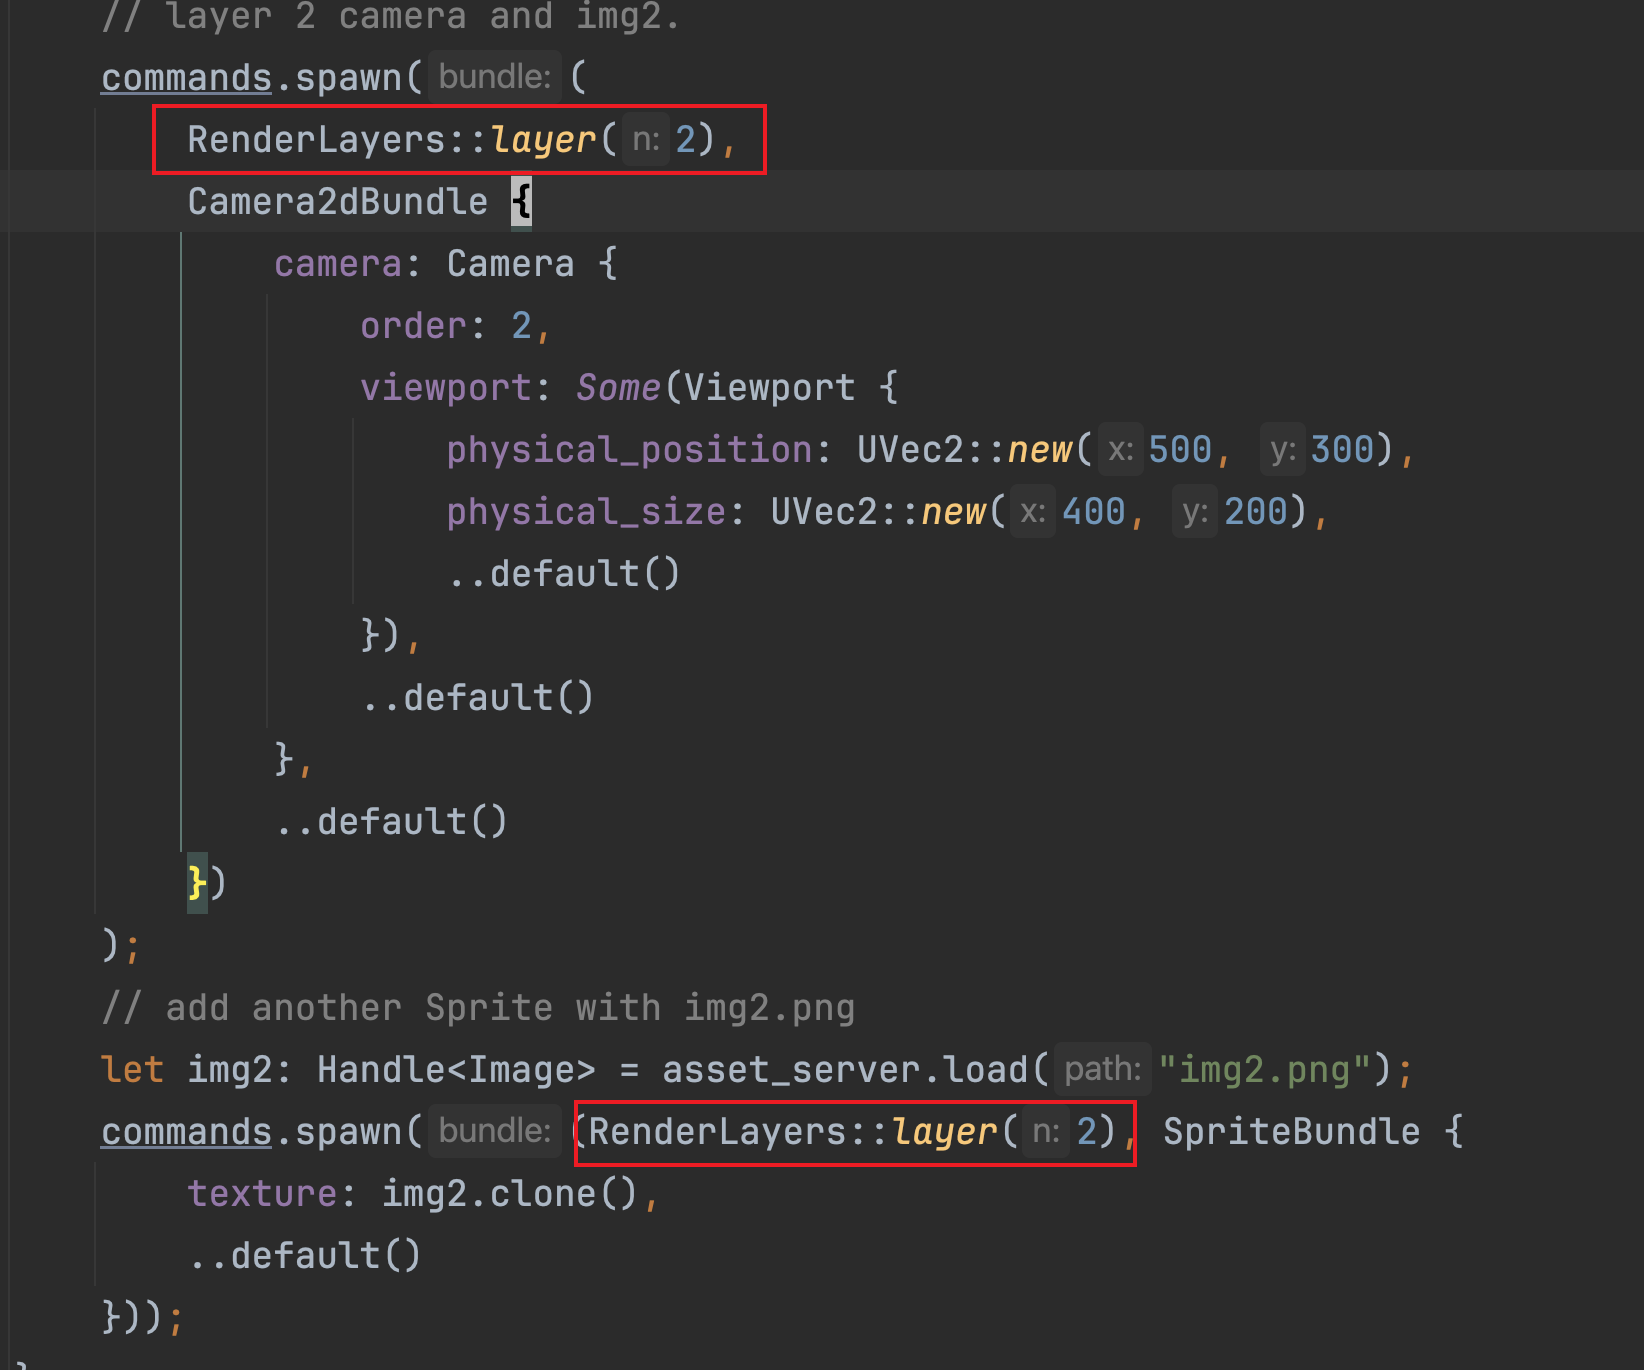 // layer 2 camera and img2.
commands.spawn( bundle: (
RenderLayers::layer( n: 2),
Camera2dBundle {
camera: Camera {
order: 2,
viewport: Some(Viewport {
physical_position: UVec2::new( x: 500, y: 300),
physical_size: UVec2::new( x: 400, y: 200),
..default()
}),
..default()
},
..default()
})
);
// add another Sprite with img2.png
let img2: Handle<Image> = asset_server.load( path: "img2.png");
commands.spawn( bundle: (RenderLayers::layer( n: 2), SpriteBundle {
texture: img2.clone(),
..default()
}));
}